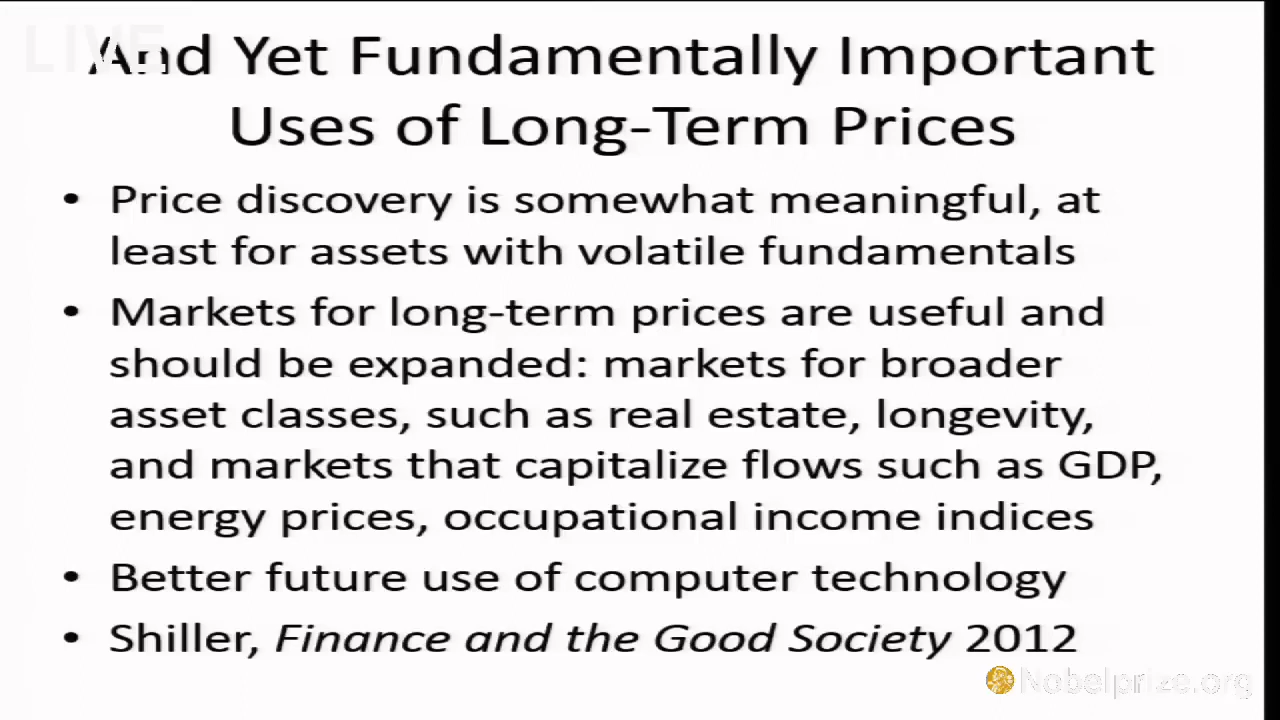 LIVE
And Yet Fundamentally Important
Uses of Long-Term Prices
• Price discovery is somewhat meaningful, at
least for assets with volatile fundamentals
• Markets for long-term prices are useful and
should be expanded: markets for broader
asset classes, such as real estate, longevity,
and markets that capitalize flows such as GDP,
energy prices, occupational income indices
• Better future use of computer technology
• Shiller, Finance and the Good Society 2012
Nobelprize.org